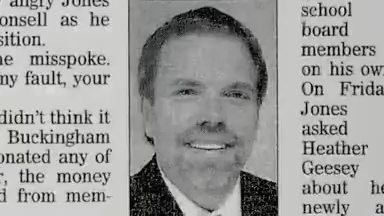 angry Jones
onsell as he
sition.
he misspoke.
ny fault, your
didn't think it
Buckingham
onated any of
r, the money
d from mem-
school
board
members
on his ow
On Frida
Jones
asked
Heather
Geesey
about he
newly a